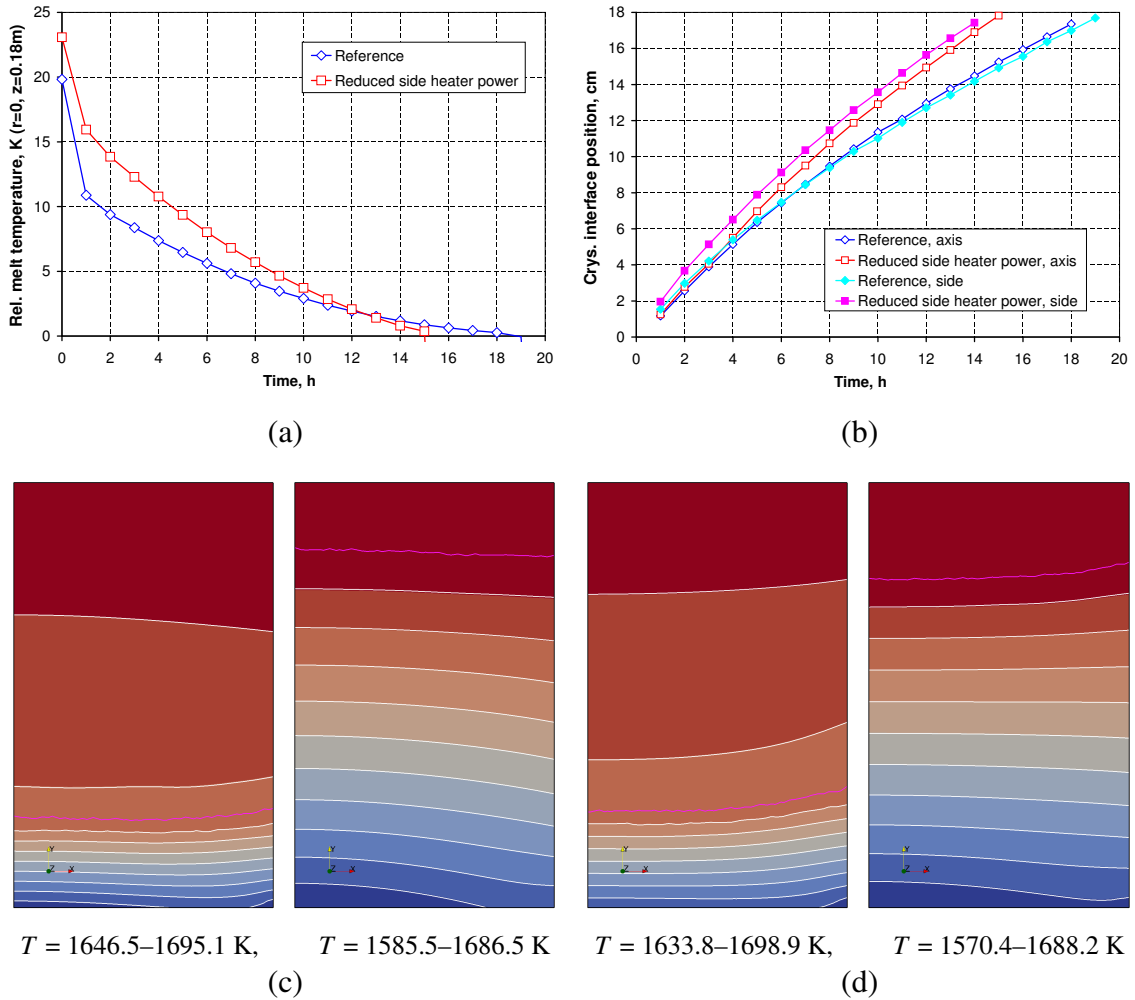 25
20
15
10
5
0
0 2 4 6 8 10 12 14 16 18 20
Rel. melt temperature, K (r=0, z=0.18m)
Time, h
Reference
Reduced side heater power
(a)
18
16
14
12
10
8
6
4
2
0
0 2 4 6 8 10 12 14 16 18 20
Crys. interface position, cm
Time, h
Reference, axis
Reduced side heater power, axis
Reference, side
Reduced side heater power, side
(b)
Y
Z X
Y
Z X
Y
Z X
Y
Z X
T = 1646.5–1695.1 K, T = 1585.5–1686.5 K
(c)
T = 1633.8–1698.9 K, T = 1570.4–1688.2 K
(d)